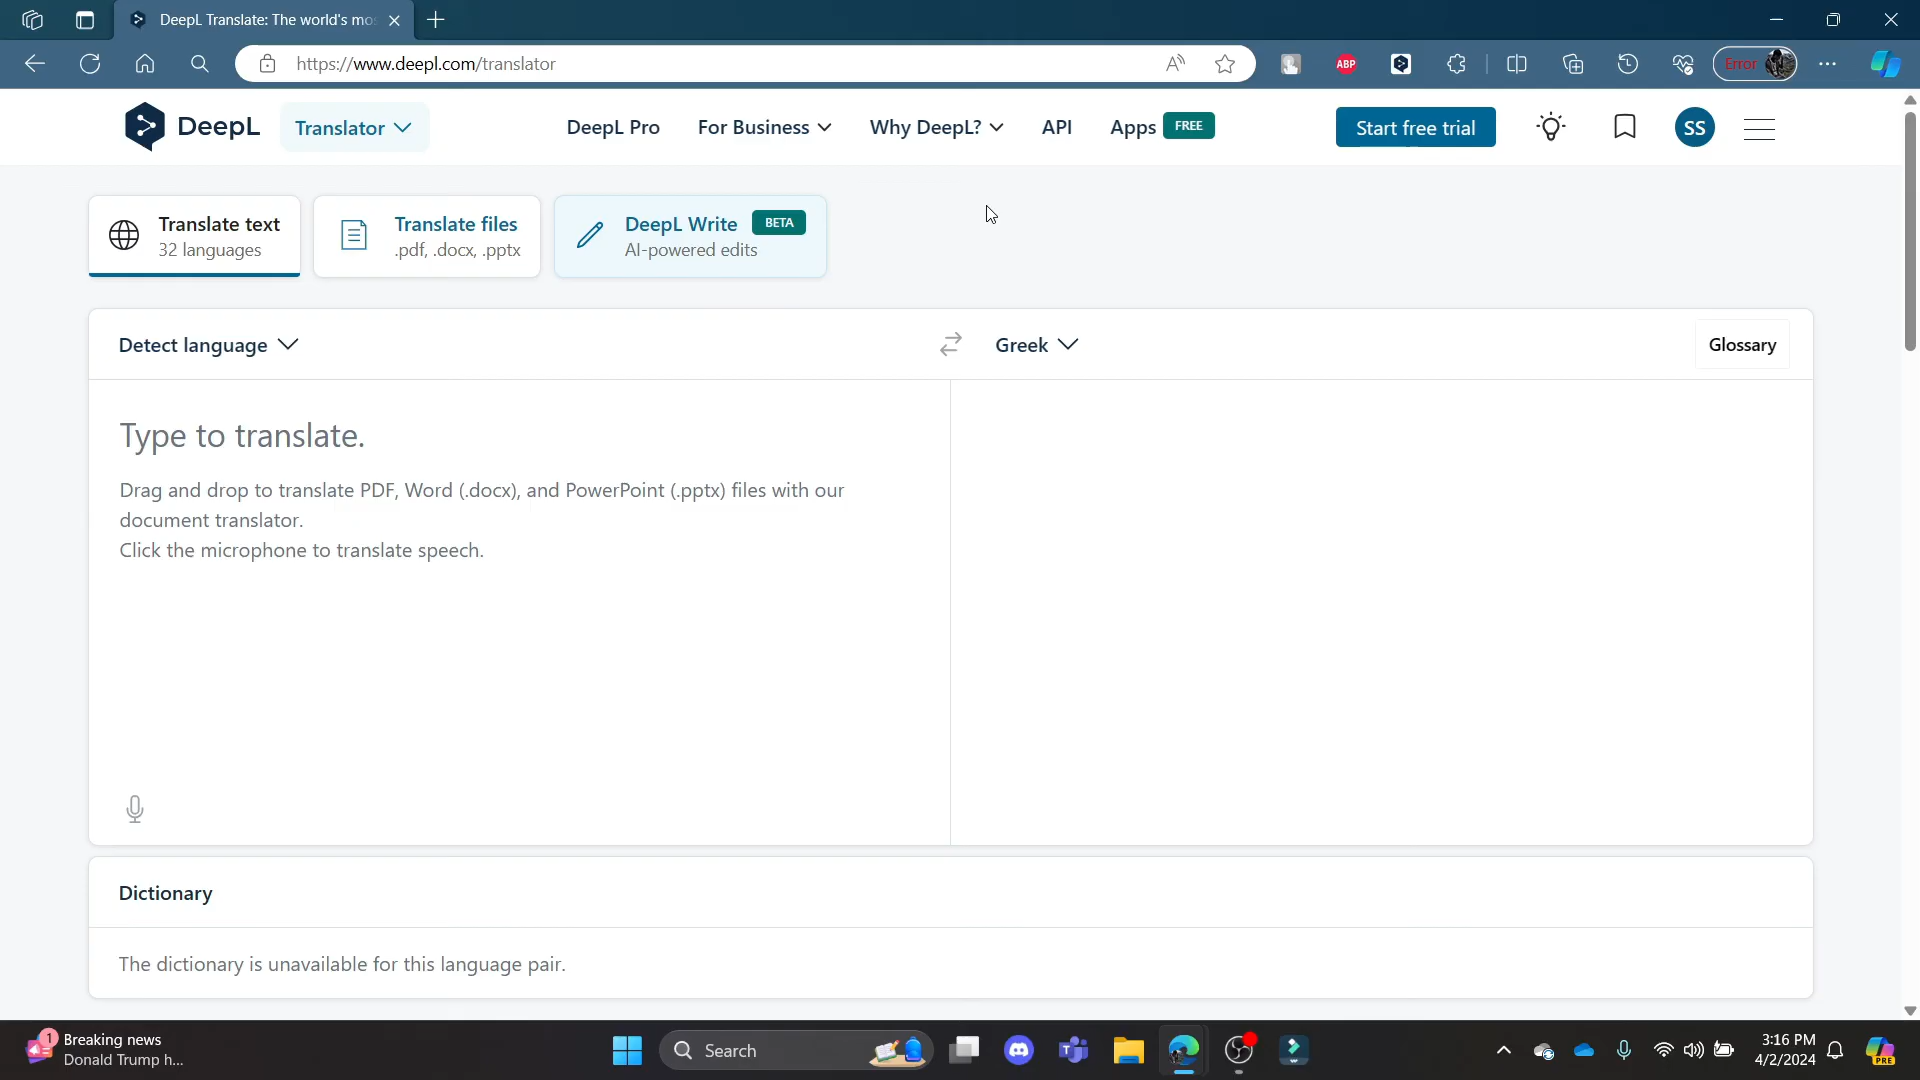 DeepL Translate: The world's mo
https://www.deepl.com/translator
ABP
Error
DeepL
Translator
DeepL Pro
For Business
Why DeepL?
API
Apps
FREE
Start free trial
SS
Translate text
32 languages
Translate files
.pdf, .docx, .pptx
DeepL Write
BETA
AI-powered edits
Detect language
Greek
Glossary
Type to translate.
Drag and drop to translate PDF, Word (.docx), and PowerPoint (.pptx) files with our
document translator.
Click the microphone to translate speech.
Dictionary
The dictionary is unavailable for this language pair.
1
Breaking news
Donald Trump h...
Search
3:16 PM
4/2/2024
PRE